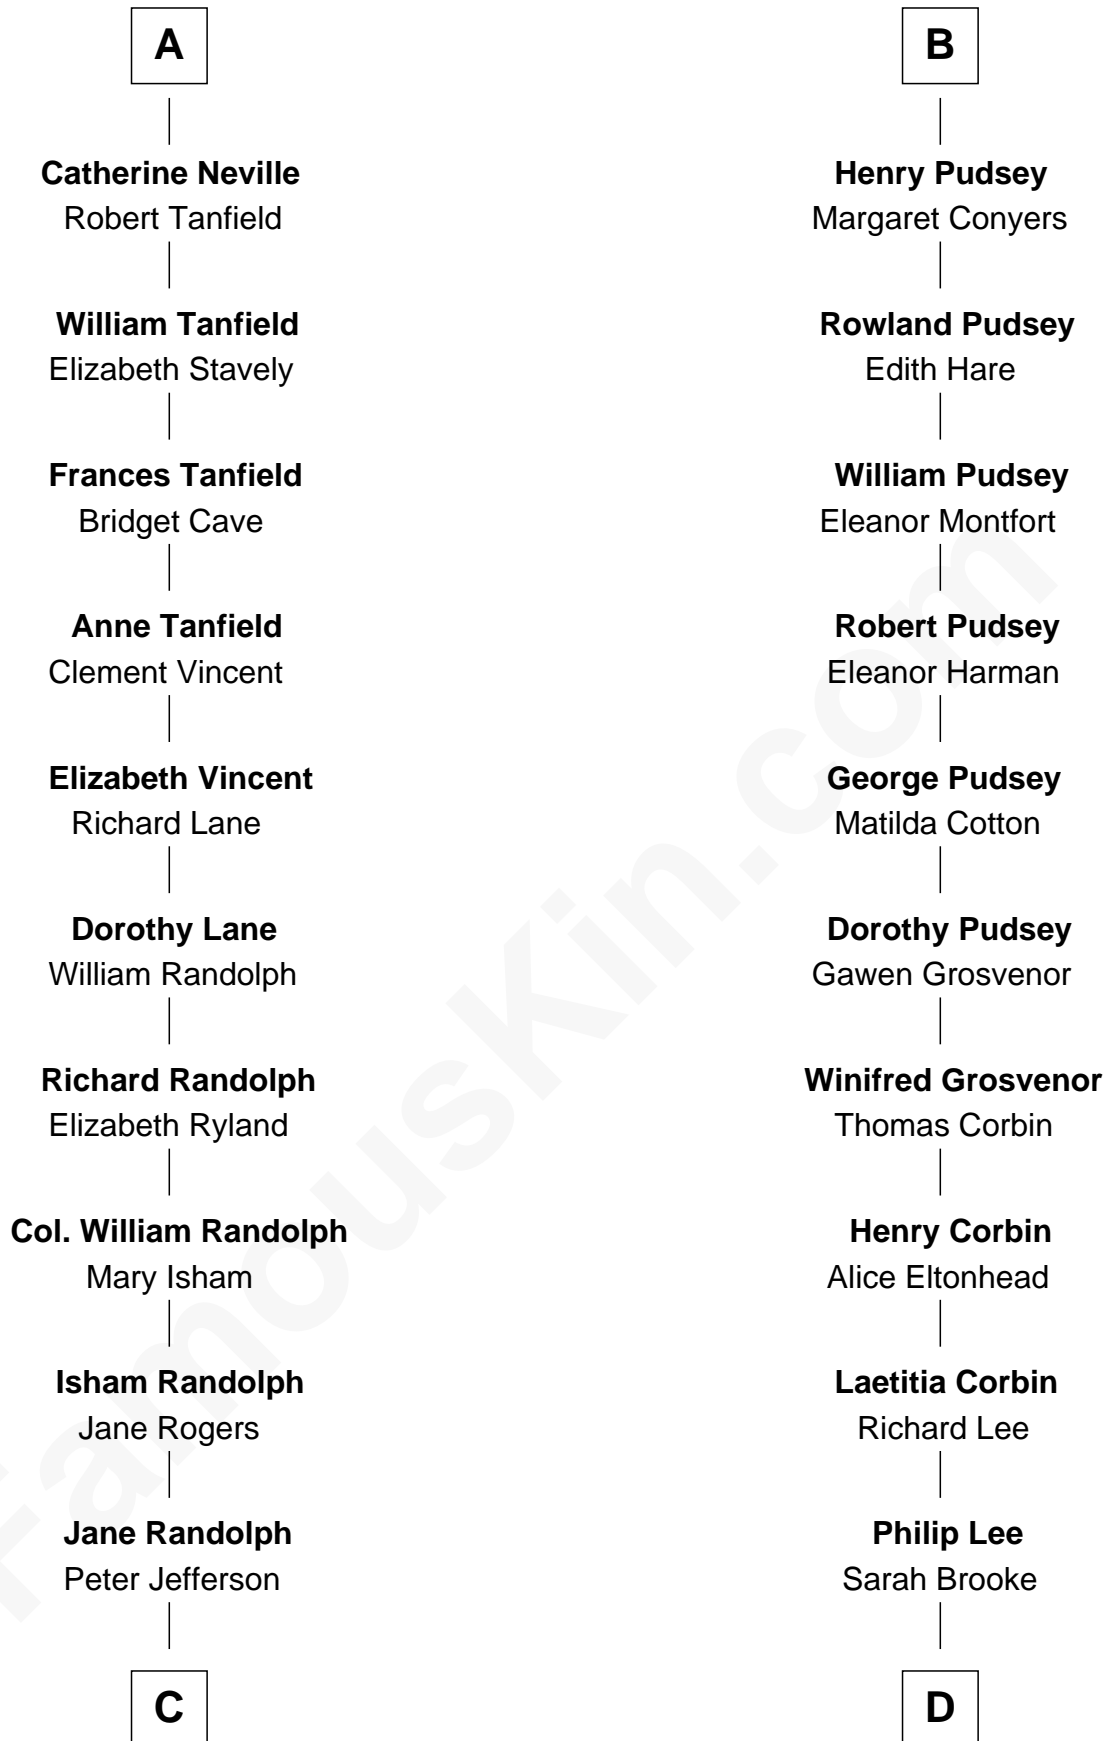 A
Catherine Neville
Robert Tanfield
William Tanfield
Elizabeth Stavely
Frances Tanfield
Bridget Cave
Anne Tanfield
Clement Vincent
Elizabeth Vincent
Richard Lane
Dorothy Lane
William Randolph
Richard Randolph
Elizabeth Ryland
Col. William Randolph
Mary Isham
Isham Randolph
Jane Rogers
Jane Randolph
Peter Jefferson
C
B
Henry Pudsey
Margaret Conyers
Rowland Pudsey
Edith Hare
William Pudsey
Eleanor Montfort
Robert Pudsey
Eleanor Harman
George Pudsey
Matilda Cotton
Dorothy Pudsey
Gawen Grosvenor
Winifred Grosvenor
Thomas Corbin
Henry Corbin
Alice Eltonhead
Laetitia Corbin
Richard Lee
Philip Lee
Sarah Brooke
D
FamousKin.com